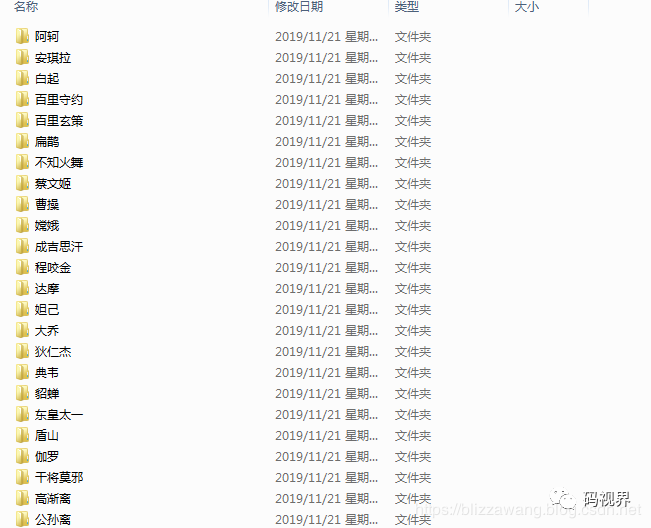 名称 修改日期 类型 大小
阿轲 2019/11/21 星期... 文件夹
安琪拉 2019/11/21 星期... 文件夹
白起 2019/11/21 星期... 文件夹
百里守约 2019/11/21 星期... 文件夹
百里玄策 2019/11/21 星期... 文件夹
扁鹊 2019/11/21 星期... 文件夹
不知火舞 2019/11/21 星期... 文件夹
蔡文姬 2019/11/21 星期... 文件夹
曹操 2019/11/21 星期... 文件夹
嫦娥 2019/11/21 星期... 文件夹
成吉思汗 2019/11/21 星期... 文件夹
程咬金 2019/11/21 星期... 文件夹
达摩 2019/11/21 星期... 文件夹
妲己 2019/11/21 星期... 文件夹
大乔 2019/11/21 星期... 文件夹
狄仁杰 2019/11/21 星期... 文件夹
典韦 2019/11/21 星期... 文件夹
貂蝉 2019/11/21 星期... 文件夹
东皇太一 2019/11/21 星期... 文件夹
盾山 2019/11/21 星期... 文件夹
伽罗 2019/11/21 星期... 文件夹
干将莫邪 2019/11/21 星期... 文件夹
高渐离 2019/11/21 星期... 文件夹
公孙离 2019/11/21 星期... 文件夹
码视界
https://blizzawang.blog.csdn.net